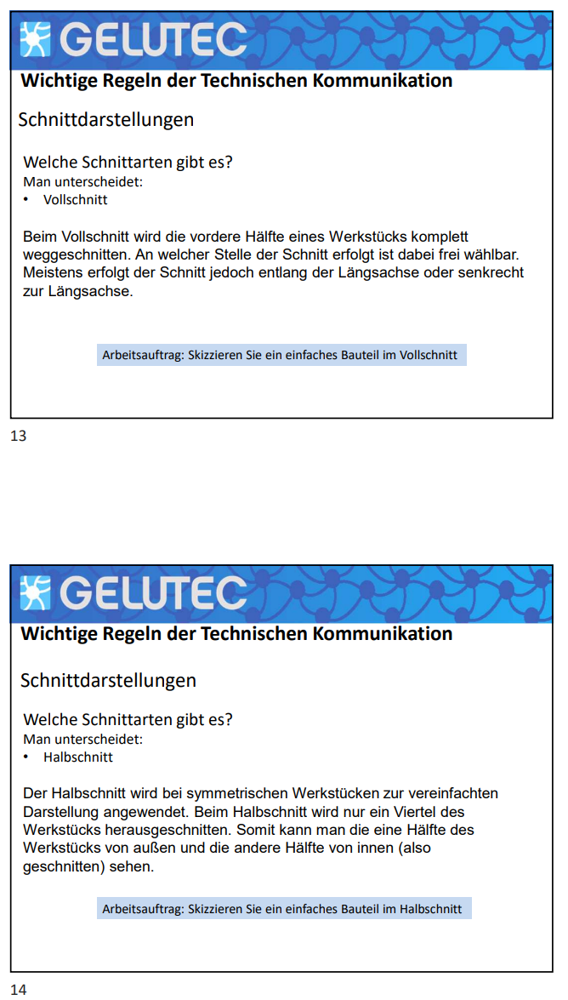 GELUTEC
Wichtige Regeln der Technischen Kommunikation
Schnittdarstellungen
Welche Schnittarten gibt es?
Man unterscheidet:
• Vollschnitt
Beim Vollschnitt wird die vordere Hälfte eines Werkstücks komplett
weggeschnitten. An welcher Stelle der Schnitt erfolgt ist dabei frei wählbar.
Meistens erfolgt der Schnitt jedoch entlang der Längsachse oder senkrecht
zur Längsachse.
Arbeitsauftrag: Skizzieren Sie ein einfaches Bauteil im Vollschnitt
13
GELUTEC
Wichtige Regeln der Technischen Kommunikation
Schnittdarstellungen
Welche Schnittarten gibt es?
Man unterscheidet:
• Halbschnitt
Der Halbschnitt wird bei symmetrischen Werkstücken zur vereinfachten
Darstellung angewendet. Beim Halbschnitt wird nur ein Viertel des
Werkstücks herausgeschnitten. Somit kann man die eine Hälfte des
Werkstücks von außen und die andere Hälfte von innen (also
geschnitten) sehen.
Arbeitsauftrag: Skizzieren Sie ein einfaches Bauteil im Halbschnitt
14